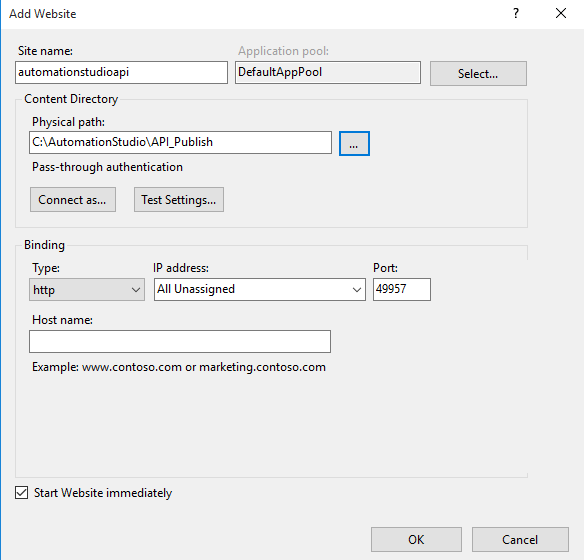 Add Website
?
Site name:
Application pool:
automationstudioapi
DefaultAppPool
Select...
Content Directory
Physical path:
C:\AutomationStudio\API_Publish
...
Pass-through authentication
Connect as...
Test Settings...
Binding
Type:
IP address:
Port:
http
All Unassigned
49957
Host name:
Example: www.contoso.com or marketing.contoso.com
Start Website immediately
OK
Cancel